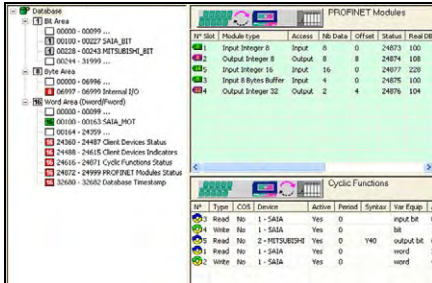 Database
1 Bit Area
00000 - 00099 ...
00100 - 00227 SAIA_BIT
00228 - 00243 MITSUBISHI_BIT
00244 - 31999 ...
8 Byte Area
00000 - 06996 ...
06997 - 06999 Internal I/O
16 Word Area (Dword/Fword)
00000 - 00099 ...
00100 - 00163 SAIA_MOT
00164 - 24359 ...
24360 - 24487 Client Devices Status
24488 - 24615 Client Devices Indicators
24616 - 24871 Cyclic Functions Status
24872 - 24999 PROFINET Modules Status
32680 - 32682 Database Timestamp
PROFINET Modules
N° Slot Module type Access Nb Data Offset Status Real DB
1 Input Integer 8 Input 8 0 24873 100
2 Output Integer 8 Output 8 8 24874 108
5 Input Integer 16 Input 16 0 24877 228
3 Input 8 Bytes Buffer Input 4 0 24875 100
4 Output Integer 32 Output 2 4 24876 104
Cyclic Functions
N° Type COS Device Active Period Syntax Var Equip
3 Read No 1 - SAIA Yes 0 input bit
4 Write No 1 - SAIA Yes 0 bit
5 Read No 2 - MITSUBISHI Yes 0 Y40 output bit
1 Read No 1 - SAIA Yes 0 word
2 Write No 1 - SAIA Yes 0 word